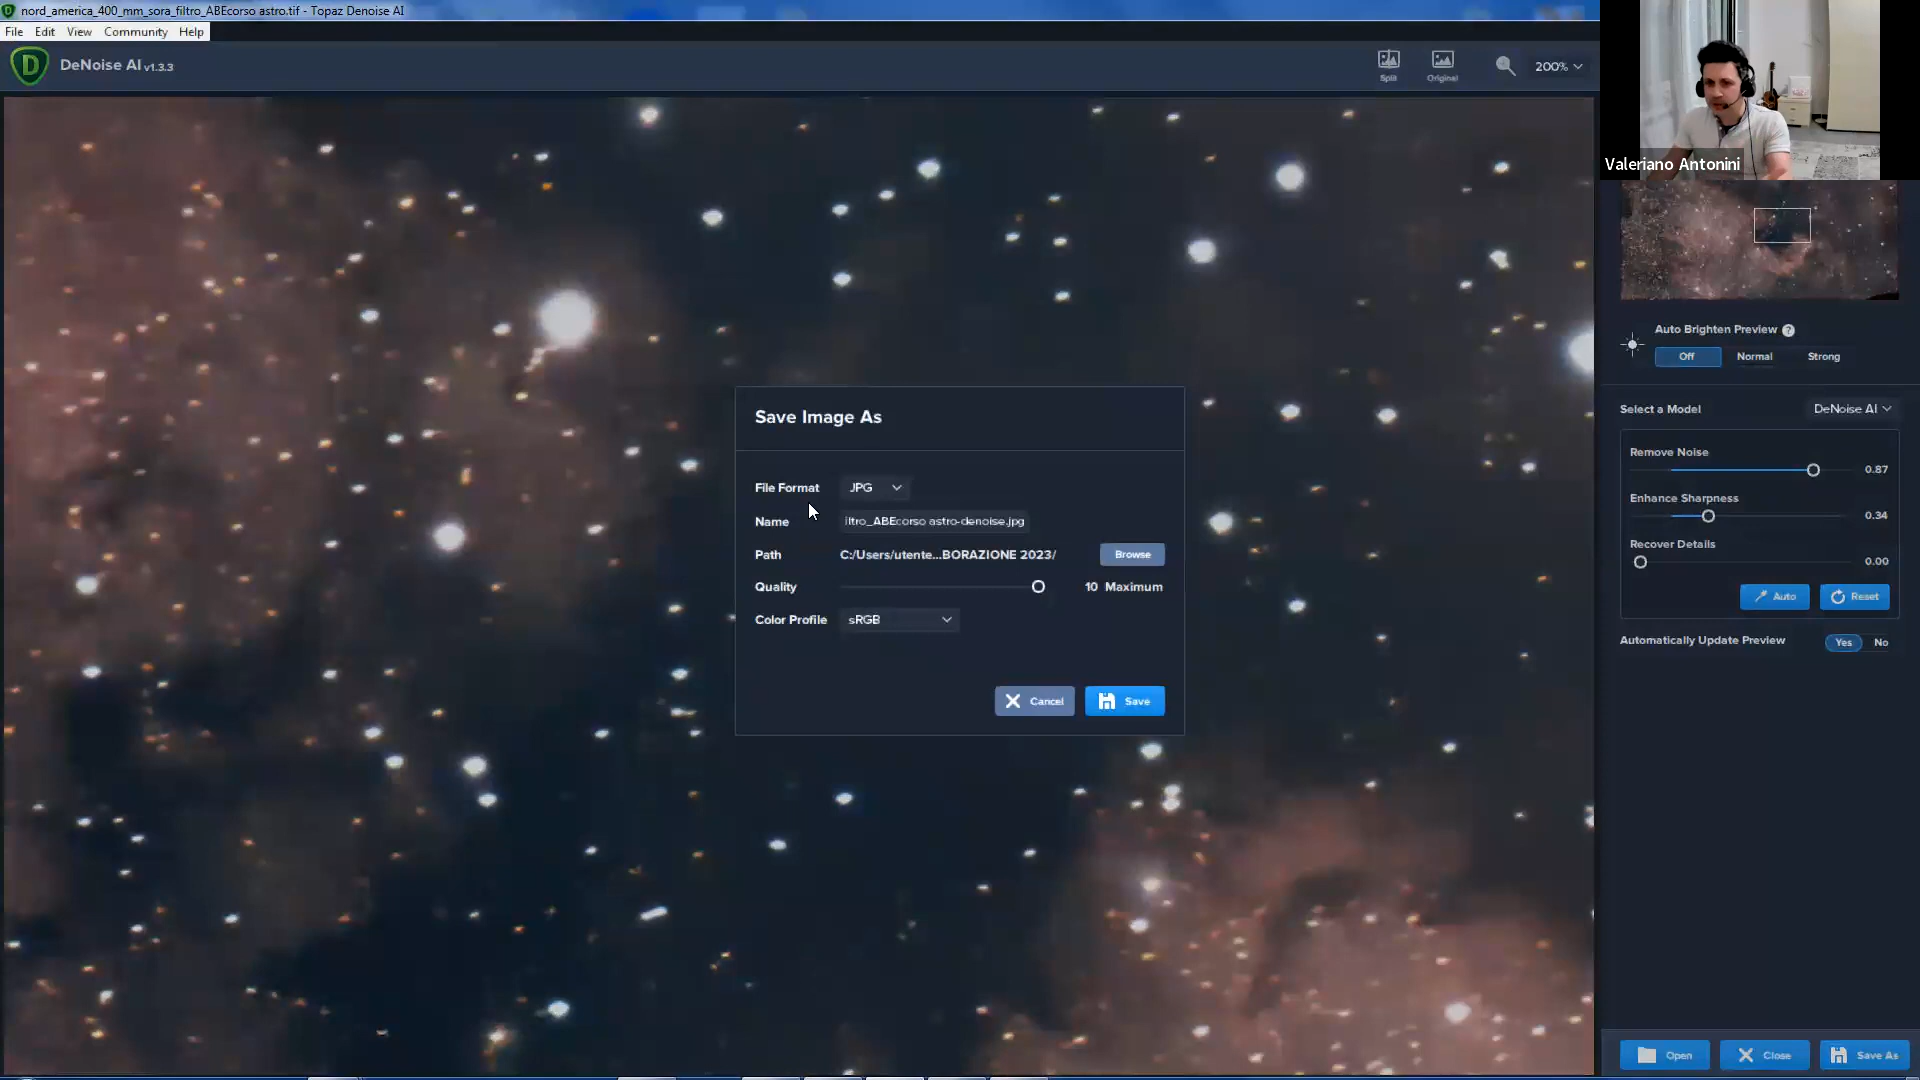 nord_america_400_mm_sora_filtro_ABEcorso astro.tif - Topaz Denoise AI
File Edit View Community Help
DeNoise AI v1.3.3
Split
Original
200%
Valeriano Antonini
Auto Brighten Preview ?
Off Normal Strong
Select a Model DeNoise AI
Remove Noise
0.87
Enhance Sharpness
0.34
Recover Details
0.00
Auto Reset
Automatically Update Preview Yes No
Save Image As
File Format JPG
Name iltro_ABEcorso astro-denoise.jpg
Path C:/Users/utente...BORAZIONE 2023/ Browse
Quality 10 Maximum
Color Profile sRGB
Cancel Save
Open Close Save As